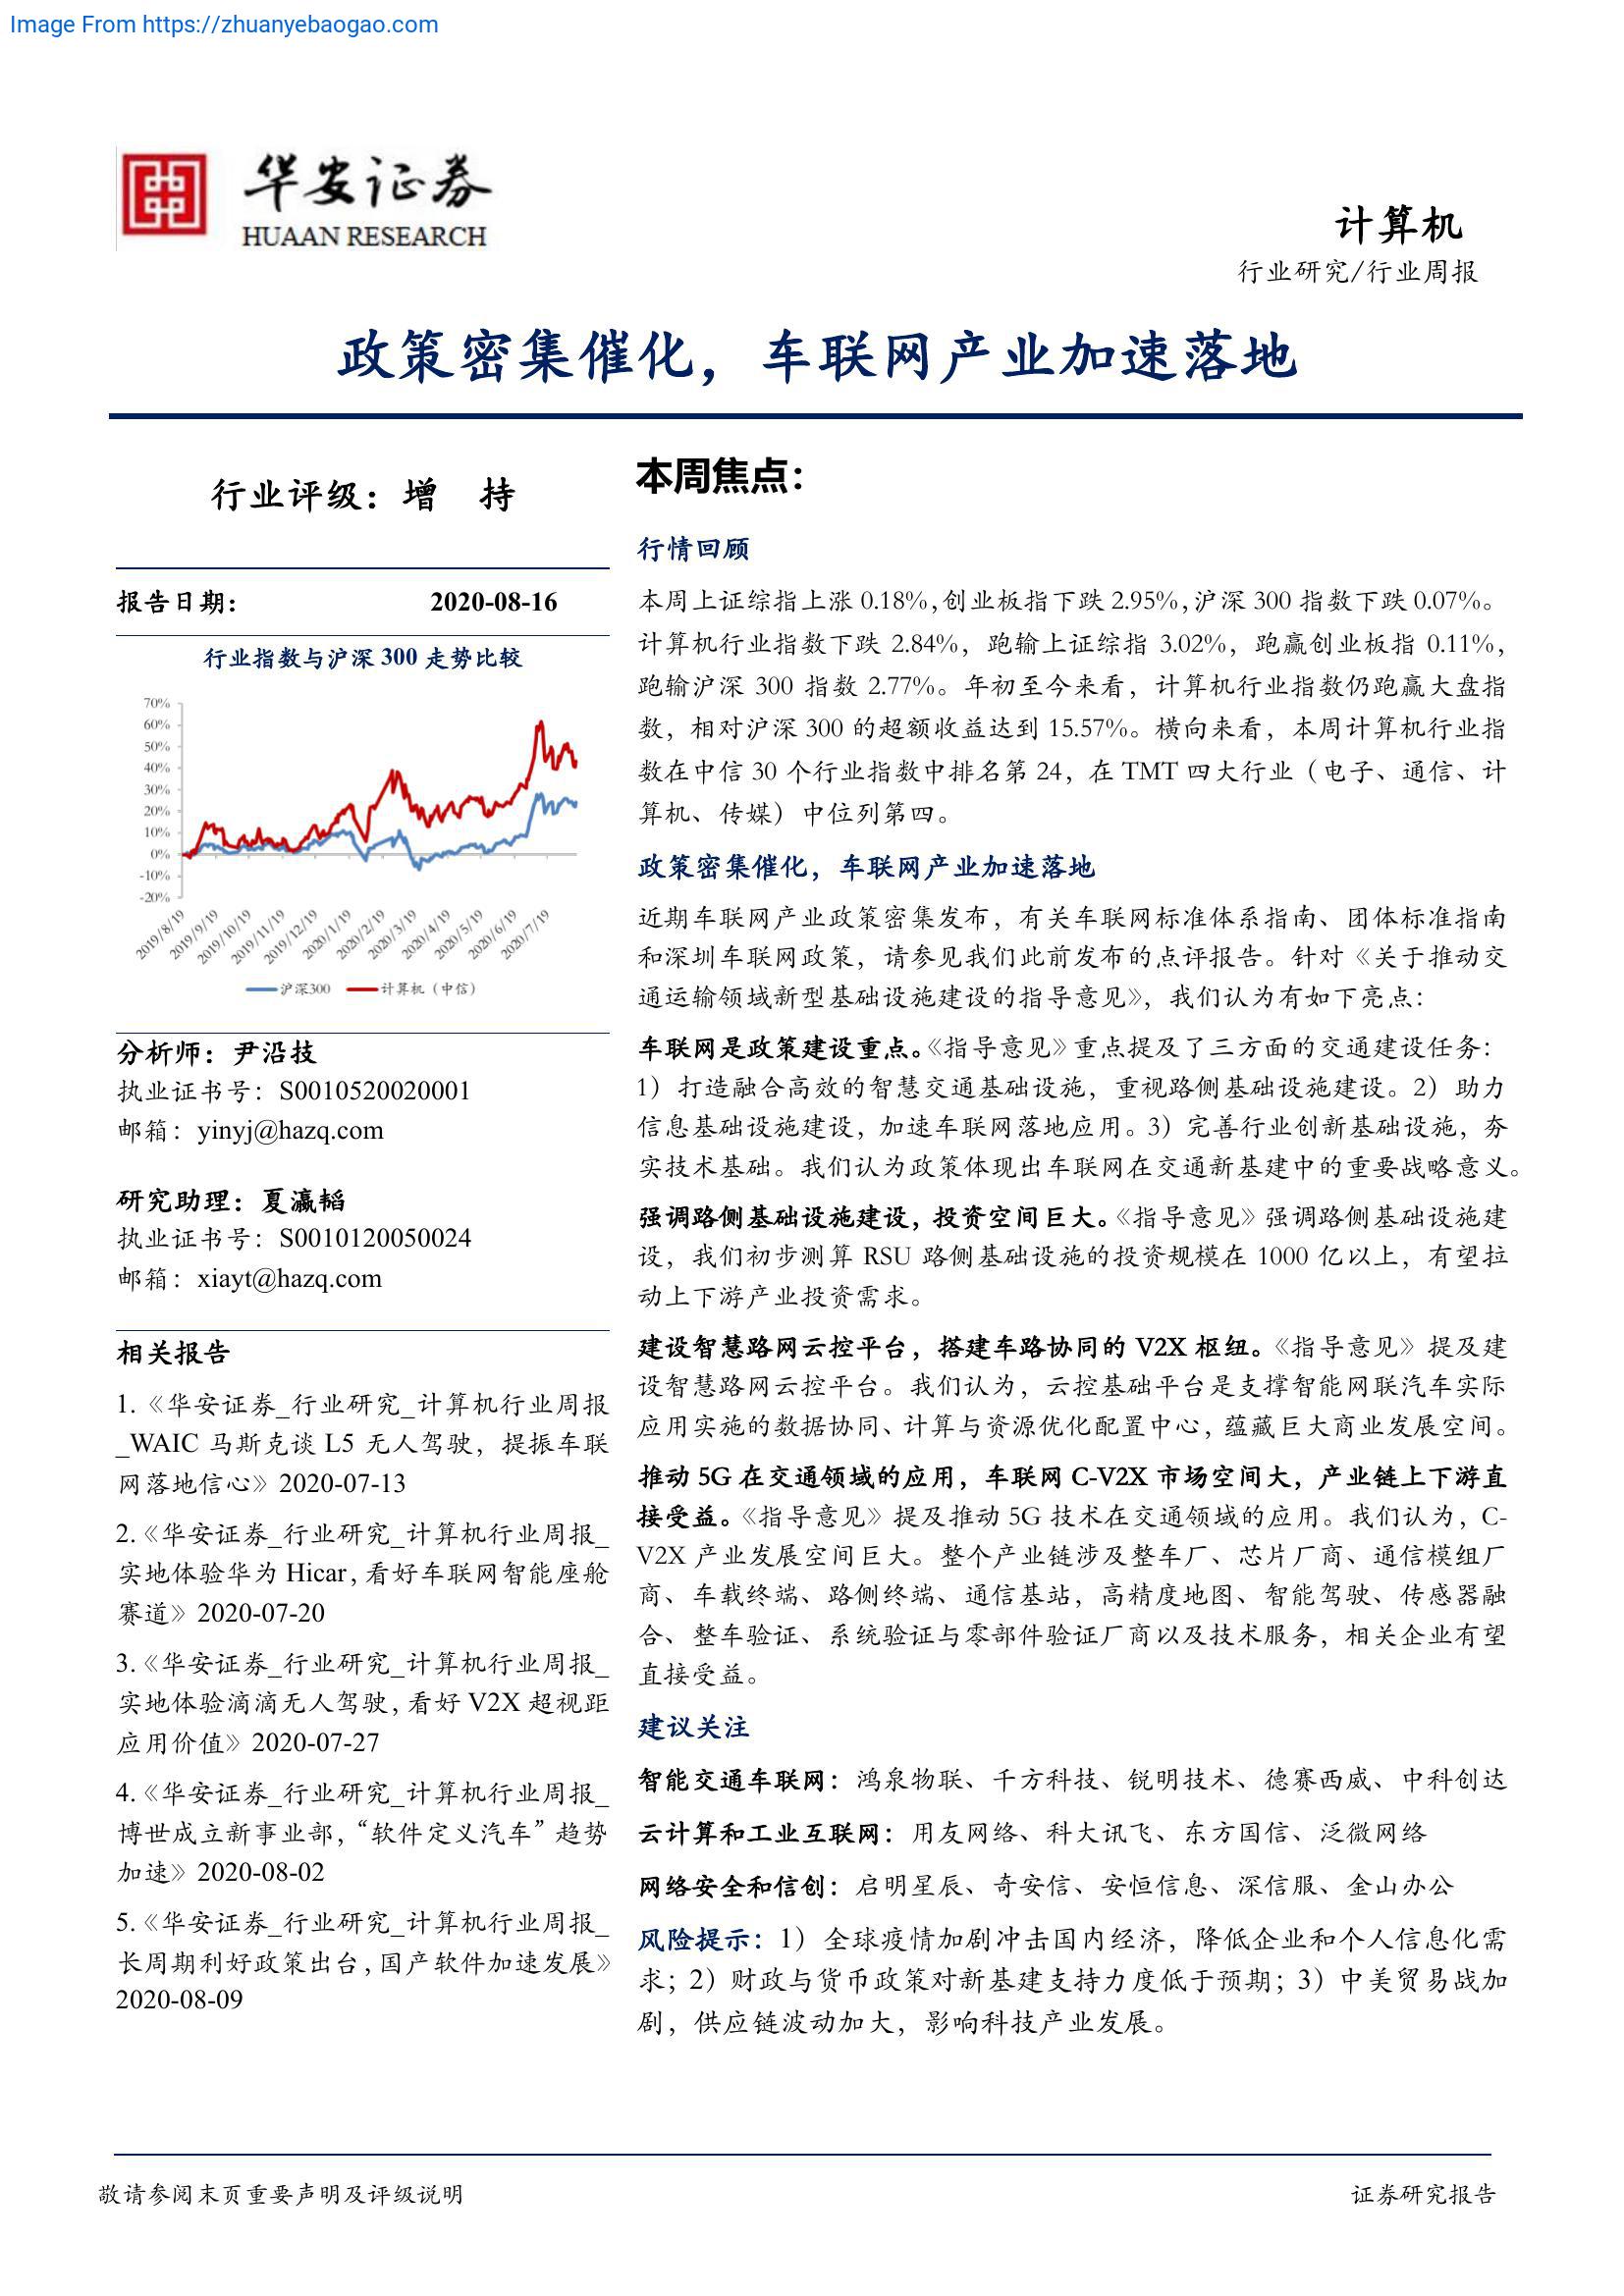 Image From https://zhuanyebaogao.com
华安证券
HUAAN RESEARCH
计算机
行业研究/行业周报
政策密集催化，车联网产业加速落地
行业评级：增 持
报告日期： 2020-08-16
行业指数与沪深 300 走势比较
70%
60%
50%
40%
30%
20%
10%
0%
-10%
-20%
2019/8/19
2019/9/19
2019/10/19
2019/11/19
2019/12/19
2020/1/19
2020/2/19
2020/3/19
2020/4/19
2020/5/19
2020/6/19
2020/7/19
沪深300 计算机（中信）
分析师：尹沿技
执业证书号：S0010520020001
邮箱：yinyj@hazq.com
研究助理：夏瀛韬
执业证书号：S0010120050024
邮箱：xiayt@hazq.com
相关报告
1.《华安证券_行业研究_计算机行业周报
_WAIC 马斯克谈 L5 无人驾驶，提振车联
网落地信心》2020-07-13
2.《华安证券_行业研究_计算机行业周报_
实地体验华为 Hicar，看好车联网智能座舱
赛道》2020-07-20
3.《华安证券_行业研究_计算机行业周报_
实地体验滴滴无人驾驶，看好 V2X 超视距
应用价值》2020-07-27
4.《华安证券_行业研究_计算机行业周报_
博世成立新事业部，“软件定义汽车”趋势
加速》2020-08-02
5.《华安证券_行业研究_计算机行业周报_
长周期利好政策出台，国产软件加速发展》
2020-08-09
本周焦点：
行情回顾
本周上证综指上涨 0.18%，创业板指下跌 2.95%，沪深 300 指数下跌 0.07%。
计算机行业指数下跌 2.84%，跑输上证综指 3.02%，跑赢创业板指 0.11%，
跑输沪深 300 指数 2.77%。年初至今来看，计算机行业指数仍跑赢大盘指
数，相对沪深 300 的超额收益达到 15.57%。横向来看，本周计算机行业指
数在中信 30 个行业指数中排名第 24，在 TMT 四大行业（电子、通信、计
算机、传媒）中位列第四。
政策密集催化，车联网产业加速落地
近期车联网产业政策密集发布，有关车联网标准体系指南、团体标准指南
和深圳车联网政策，请参见我们此前发布的点评报告。针对《关于推动交
通运输领域新型基础设施建设的指导意见》，我们认为有如下亮点：
车联网是政策建设重点。《指导意见》重点提及了三方面的交通建设任务：
1）打造融合高效的智慧交通基础设施，重视路侧基础设施建设。2）助力
信息基础设施建设，加速车联网落地应用。3）完善行业创新基础设施，夯
实技术基础。我们认为政策体现出车联网在交通新基建中的重要战略意义。
强调路侧基础设施建设，投资空间巨大。《指导意见》强调路侧基础设施建
设，我们初步测算 RSU 路侧基础设施的投资规模在 1000 亿以上，有望拉
动上下游产业投资需求。
建设智慧路网云控平台，搭建车路协同的 V2X 枢纽。《指导意见》提及建
设智慧路网云控平台。我们认为，云控基础平台是支撑智能网联汽车实际
应用实施的数据协同、计算与资源优化配置中心，蕴藏巨大商业发展空间。
推动 5G 在交通领域的应用，车联网 C-V2X 市场空间大，产业链上下游直
接受益。《指导意见》提及推动 5G 技术在交通领域的应用。我们认为，C-
V2X 产业发展空间巨大。整个产业链涉及整车厂、芯片厂商、通信模组厂
商、车载终端、路侧终端、通信基站，高精度地图、智能驾驶、传感器融
合、整车验证、系统验证与零部件验证厂商以及技术服务，相关企业有望
直接受益。
建议关注
智能交通车联网：鸿泉物联、千方科技、锐明技术、德赛西威、中科创达
云计算和工业互联网：用友网络、科大讯飞、东方国信、泛微网络
网络安全和信创：启明星辰、奇安信、安恒信息、深信服、金山办公
风险提示：1）全球疫情加剧冲击国内经济，降低企业和个人信息化需
求；2）财政与货币政策对新基建支持力度低于预期；3）中美贸易战加
剧，供应链波动加大，影响科技产业发展。
敬请参阅末页重要声明及评级说明 证券研究报告